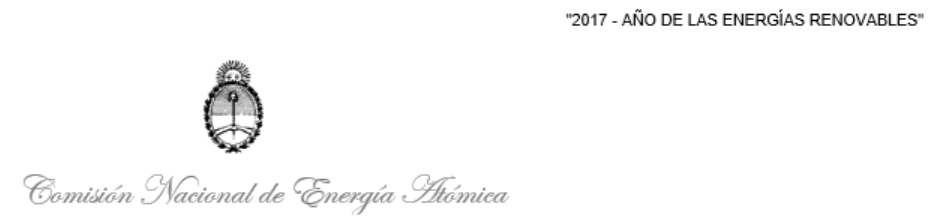 "2017 - AÑO DE LAS ENERGÍAS RENOVABLES"
Comisión Nacional de Energía Atómica